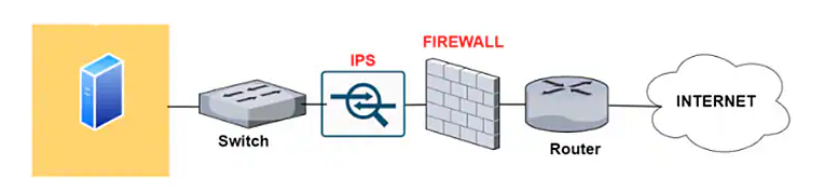 FIREWALL
IPS
INTERNET
Switch
Router